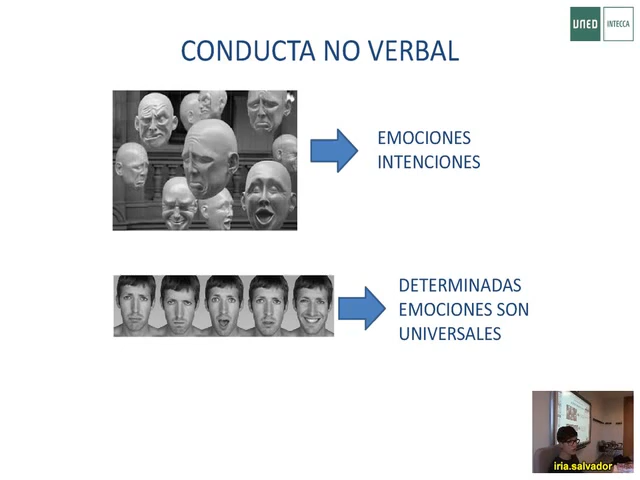 UNED
INTECCA
CONDUCTA NO VERBAL
EMOCIONES
INTENCIONES
DETERMINADAS
EMOCIONES SON
UNIVERSALES
iria.salvador